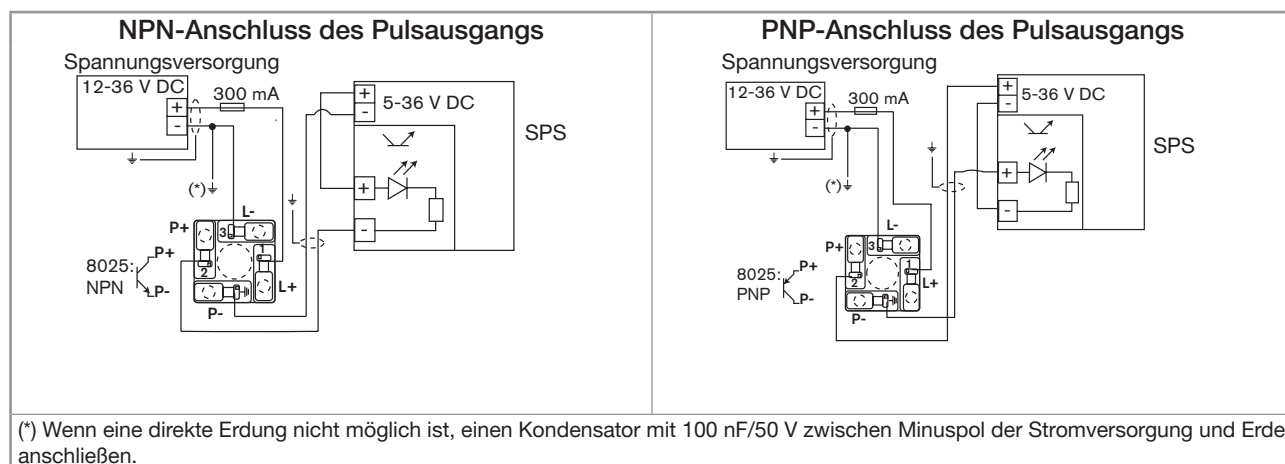 NPN-Anschluss des Pulsausgangs
Spannungsversorgung
12-36 V DC
+
-
300 mA
+
-
5-36 V DC
SPS
+
-
(*)
L-
P+
3
1
2
L+
P-
8025:
NPN
P+
P-
PNP-Anschluss des Pulsausgangs
Spannungsversorgung
12-36 V DC
+
-
300 mA
+
-
5-36 V DC
SPS
+
-
(*)
L-
P+
3
1
2
L+
P-
8025:
PNP
P+
P-
(*) Wenn eine direkte Erdung nicht möglich ist, einen Kondensator mit 100 nF/50 V zwischen Minuspol der Stromversorgung und Erde
anschließen.